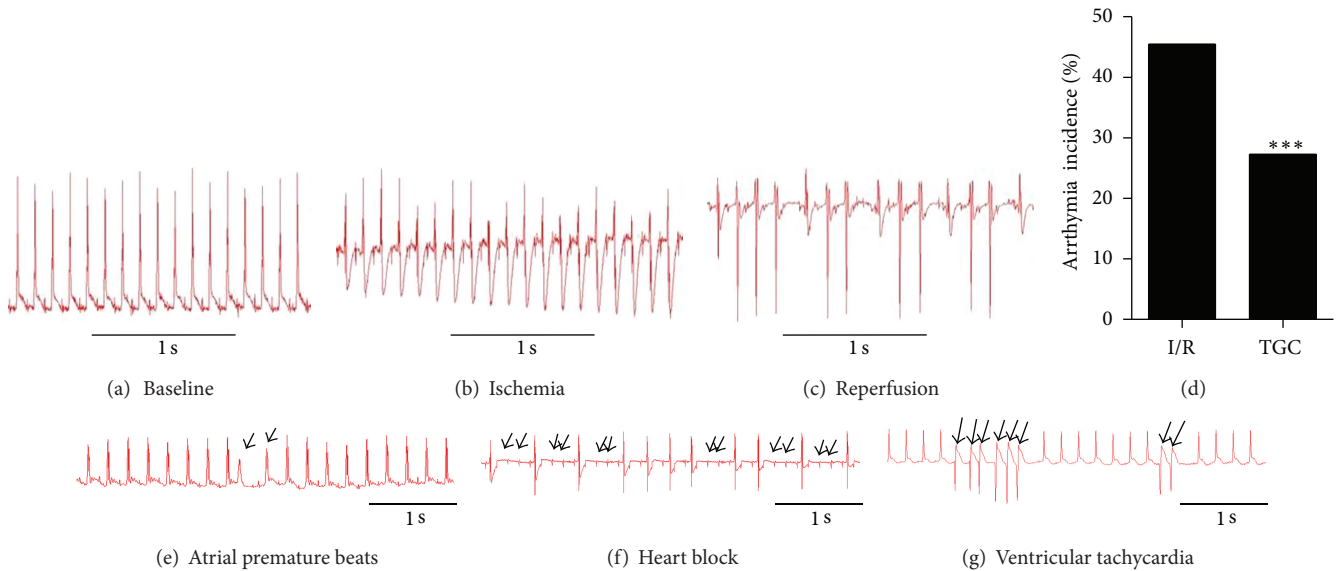 1 s
(a) Baseline
1 s
(b) Ischemia
1 s
(c) Reperfusion
Arrhymia incidence (%)
50
40
30
20
10
0
***
I/R
TGC
(d)
1 s
(e) Atrial premature beats
1 s
(f) Heart block
1 s
(g) Ventricular tachycardia